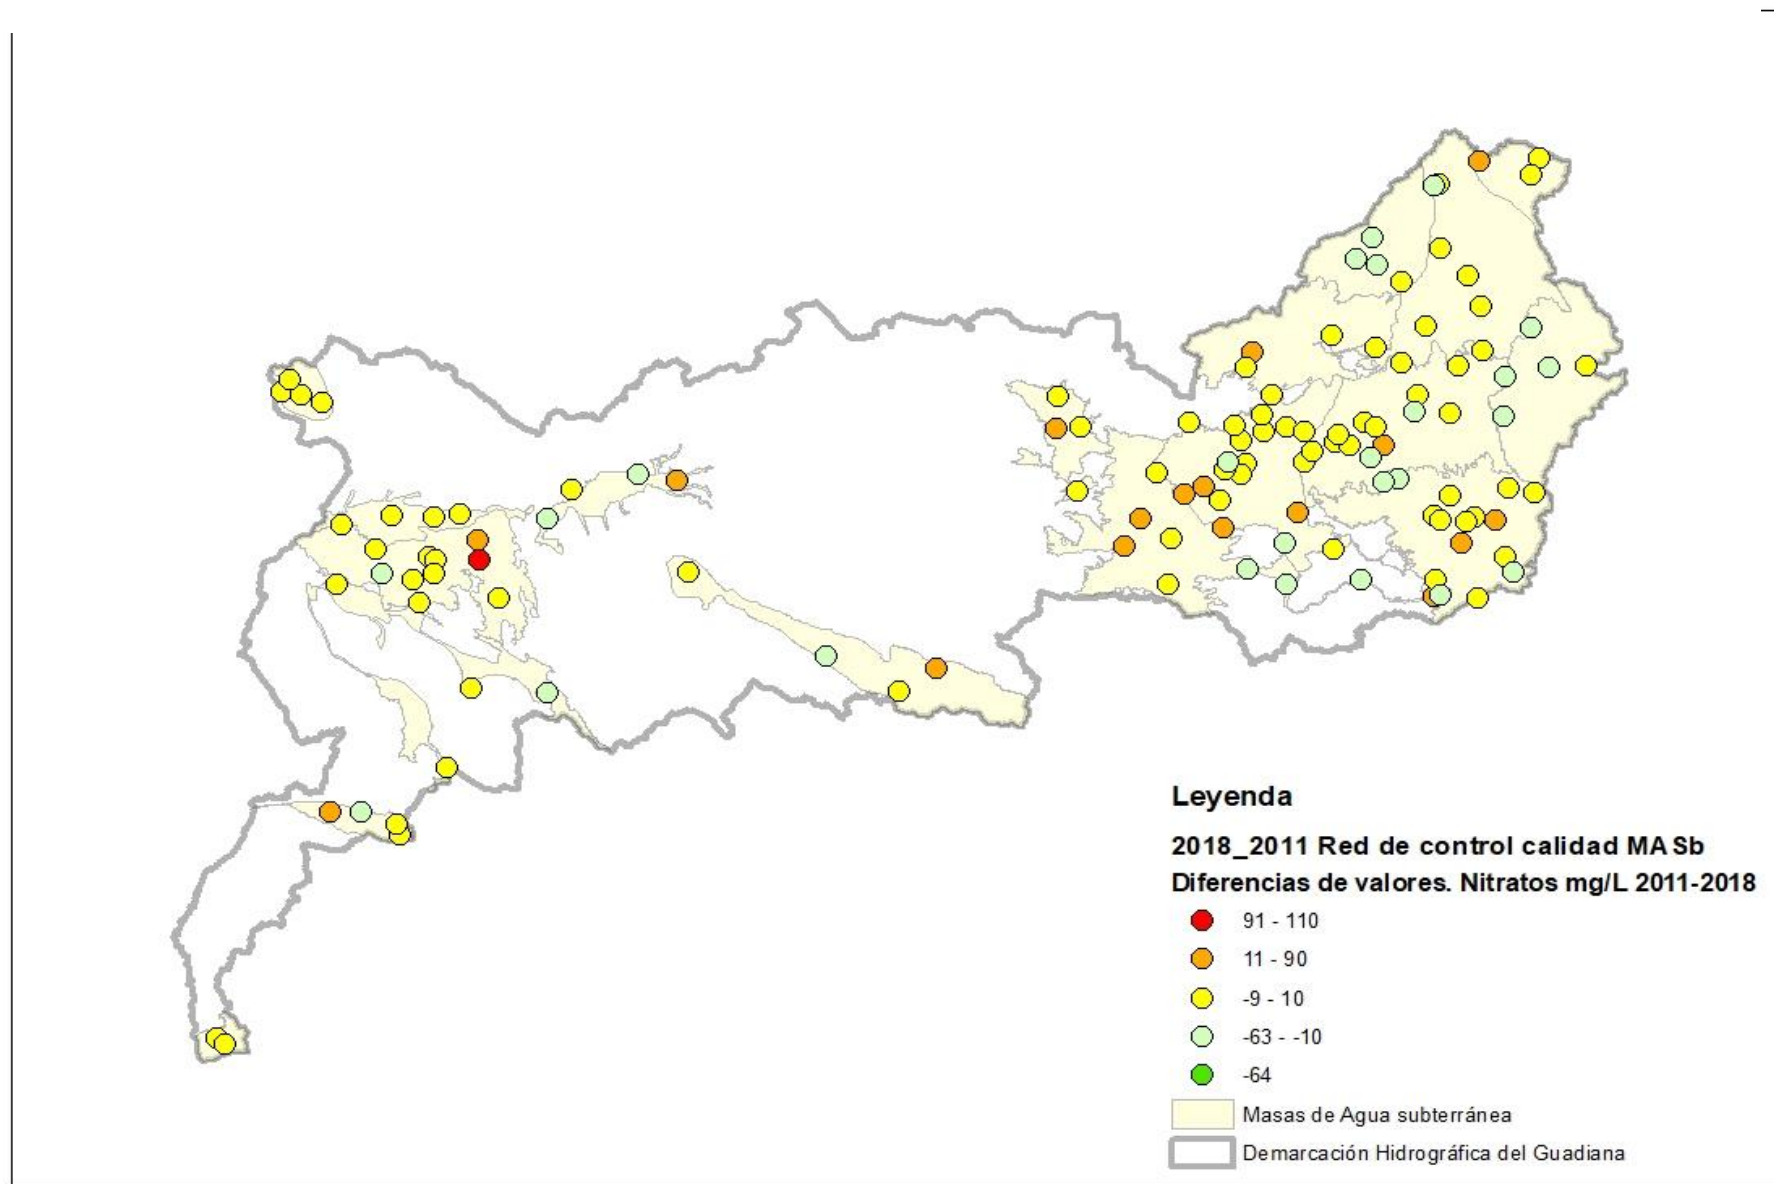 Leyenda
2018_2011 Red de control calidad MASb
Diferencias de valores. Nitratos mg/L 2011-2018
91 - 110
11 - 90
-9 - 10
-63 - -10
-64
Masas de Agua subterránea
Demarcación Hidrográfica del Guadiana